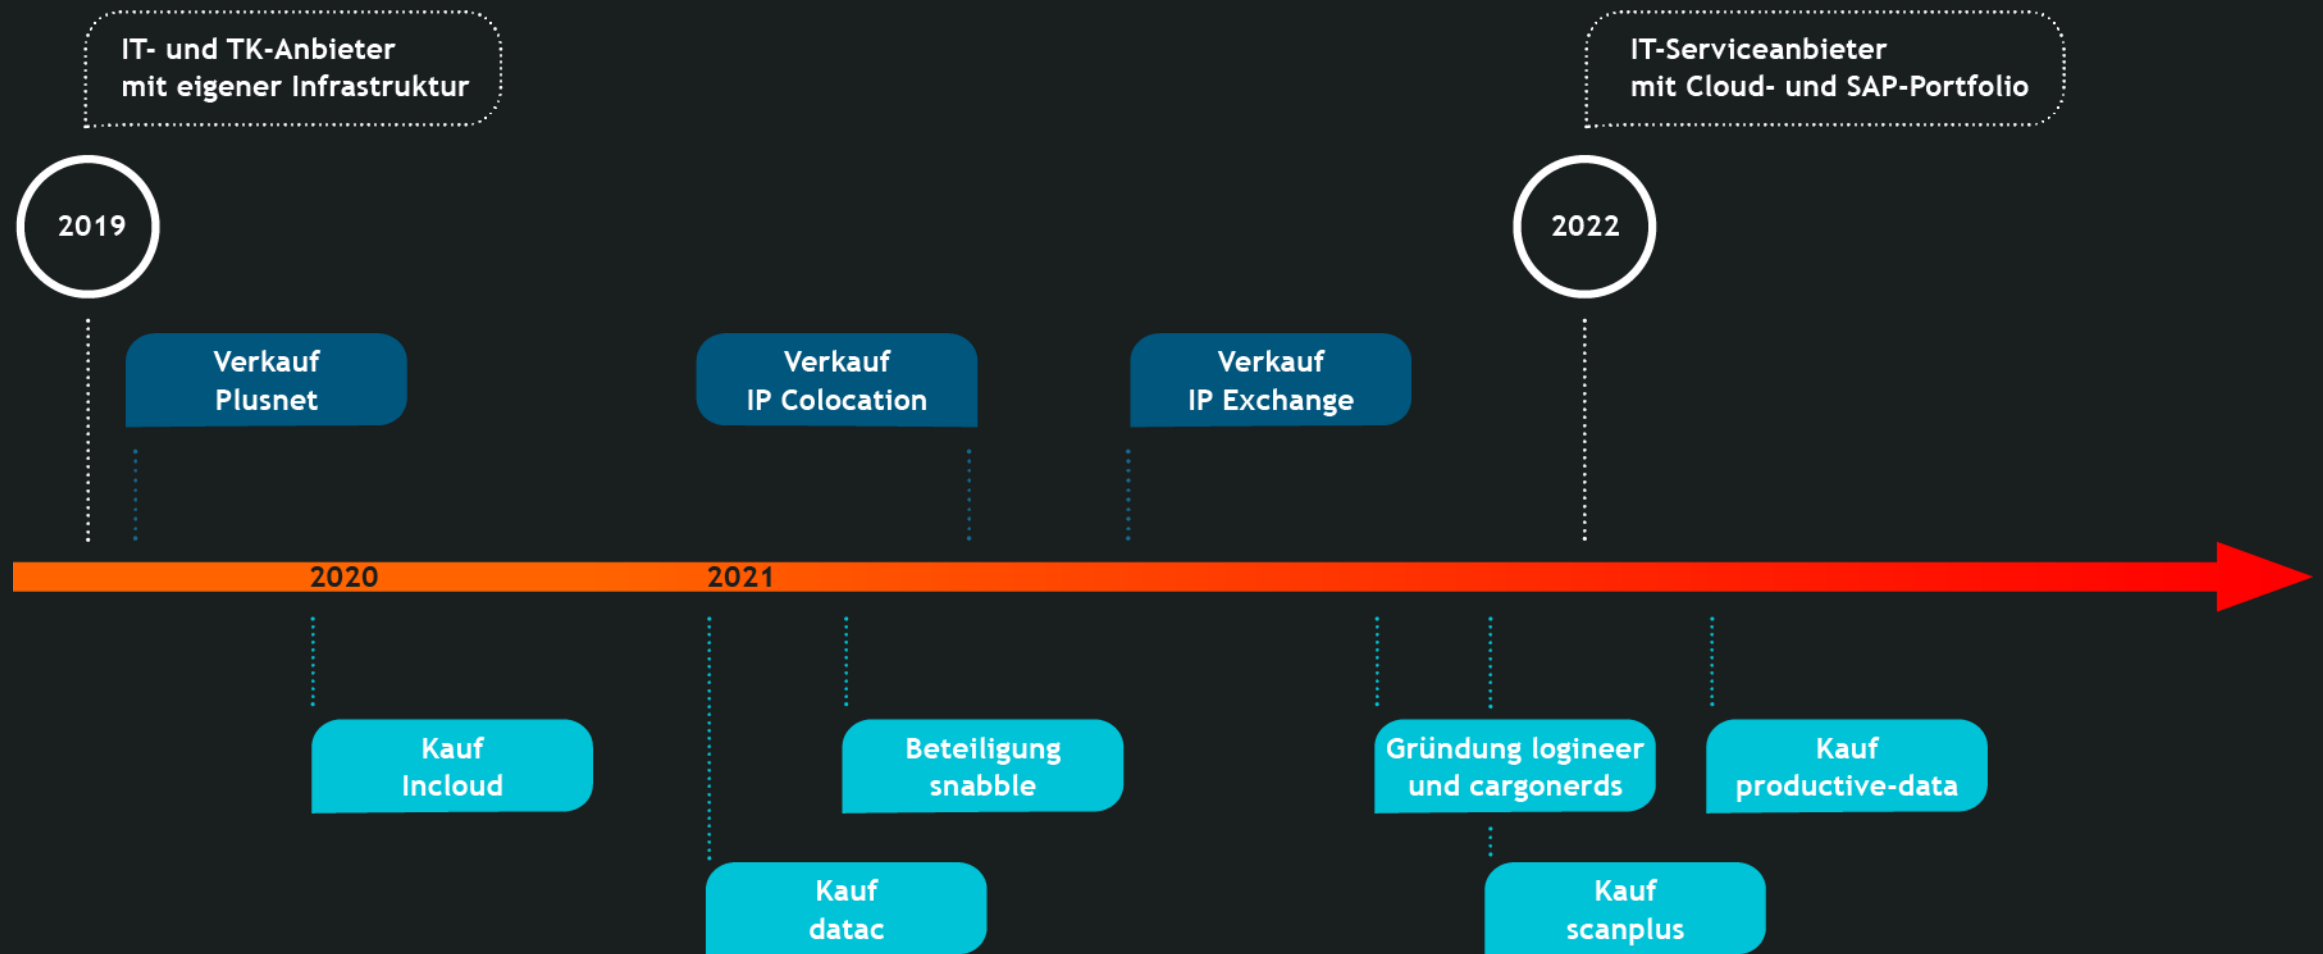 IT- und TK-Anbieter
mit eigener Infrastruktur
IT-Serviceanbieter
mit Cloud- und SAP-Portfolio
2019
2022
Verkauf
Plusnet
Verkauf
IP Colocation
Verkauf
IP Exchange
2020
2021
Kauf
Incloud
Beteiligung
snabble
Gründung logineer
und cargonerds
Kauf
productive-data
Kauf
datac
Kauf
scanplus